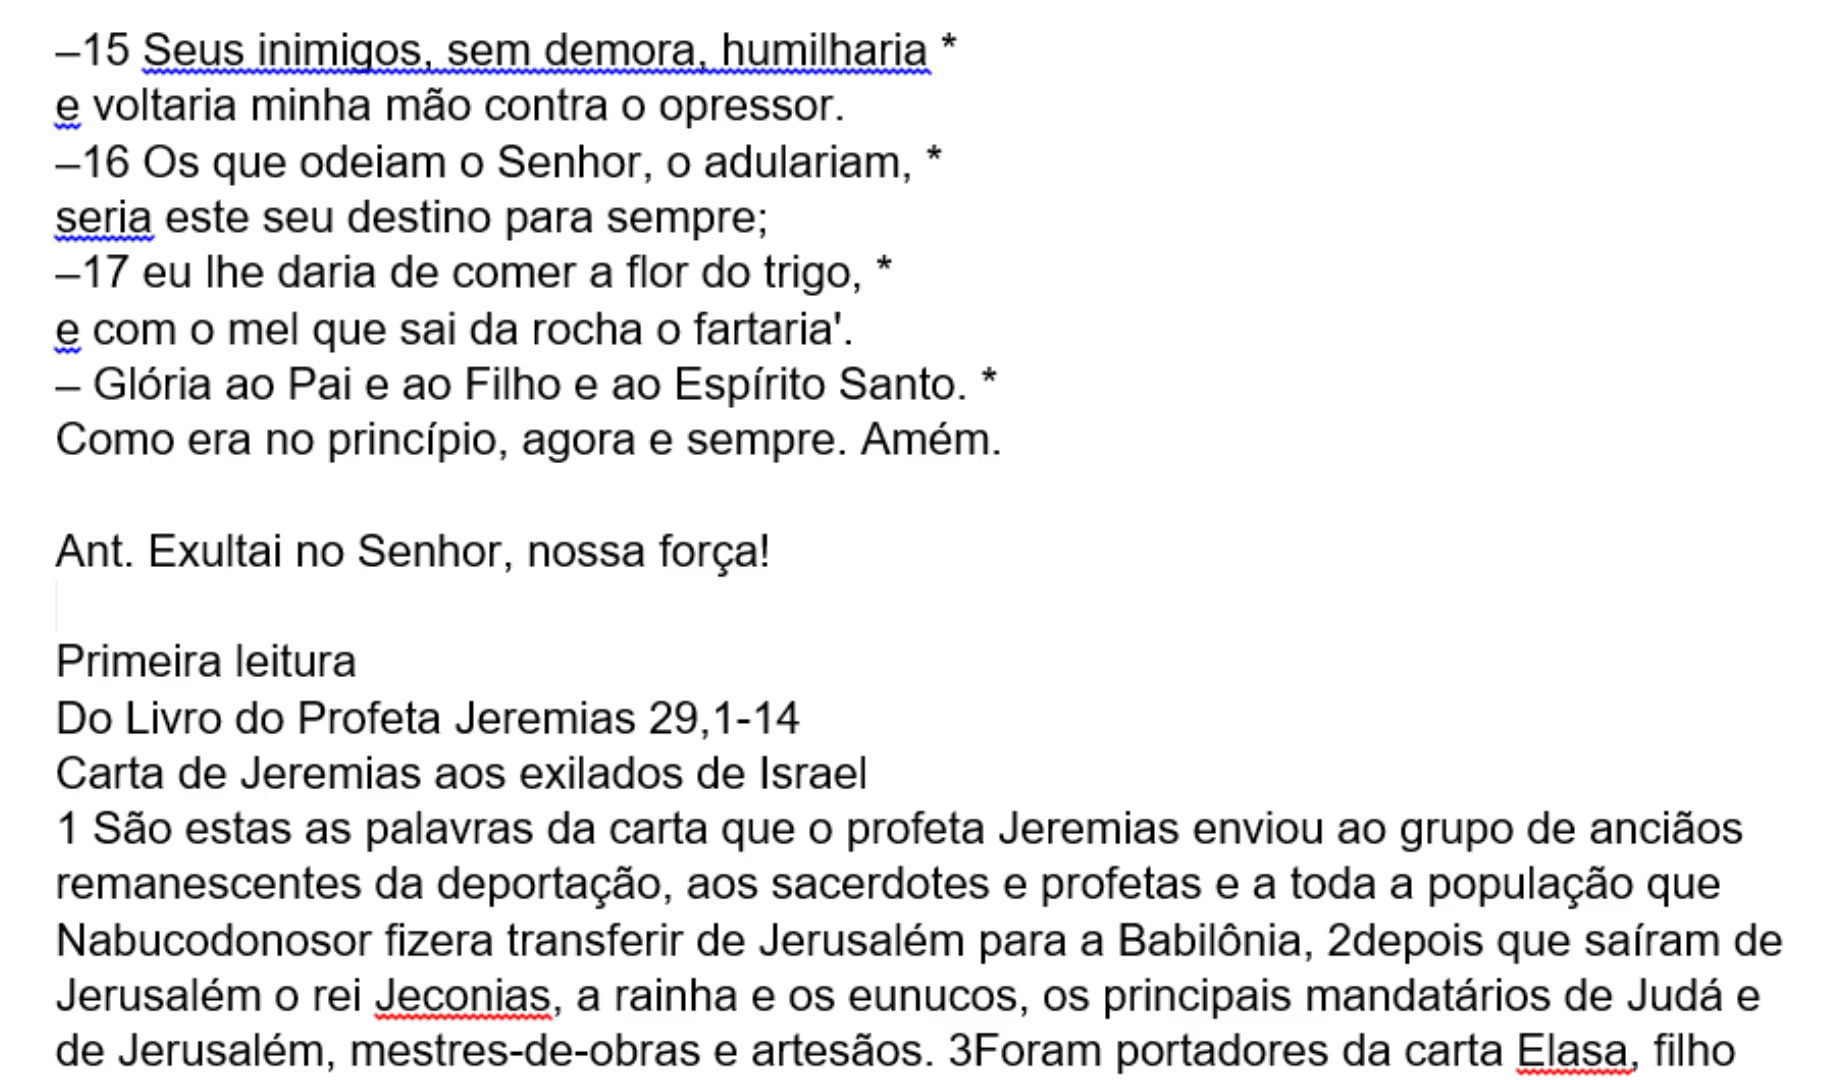 –15 Seus inimigos, sem demora, humilharia *
e voltaria minha mão contra o opressor.
–16 Os que odeiam o Senhor, o adulariam, *
seria este seu destino para sempre;
–17 eu lhe daria de comer a flor do trigo, *
e com o mel que sai da rocha o fartaria'.
– Glória ao Pai e ao Filho e ao Espírito Santo. *
Como era no princípio, agora e sempre. Amém.
Ant. Exultai no Senhor, nossa força!
Primeira leitura
Do Livro do Profeta Jeremias 29,1-14
Carta de Jeremias aos exilados de Israel
1 São estas as palavras da carta que o profeta Jeremias enviou ao grupo de anciãos
remanescentes da deportação, aos sacerdotes e profetas e a toda a população que
Nabucodonosor fizera transferir de Jerusalém para a Babilônia, 2depois que saíram de
Jerusalém o rei Jeconias, a rainha e os eunucos, os principais mandatários de Judá e
de Jerusalém, mestres-de-obras e artesãos. 3Foram portadores da carta Elasa, filho